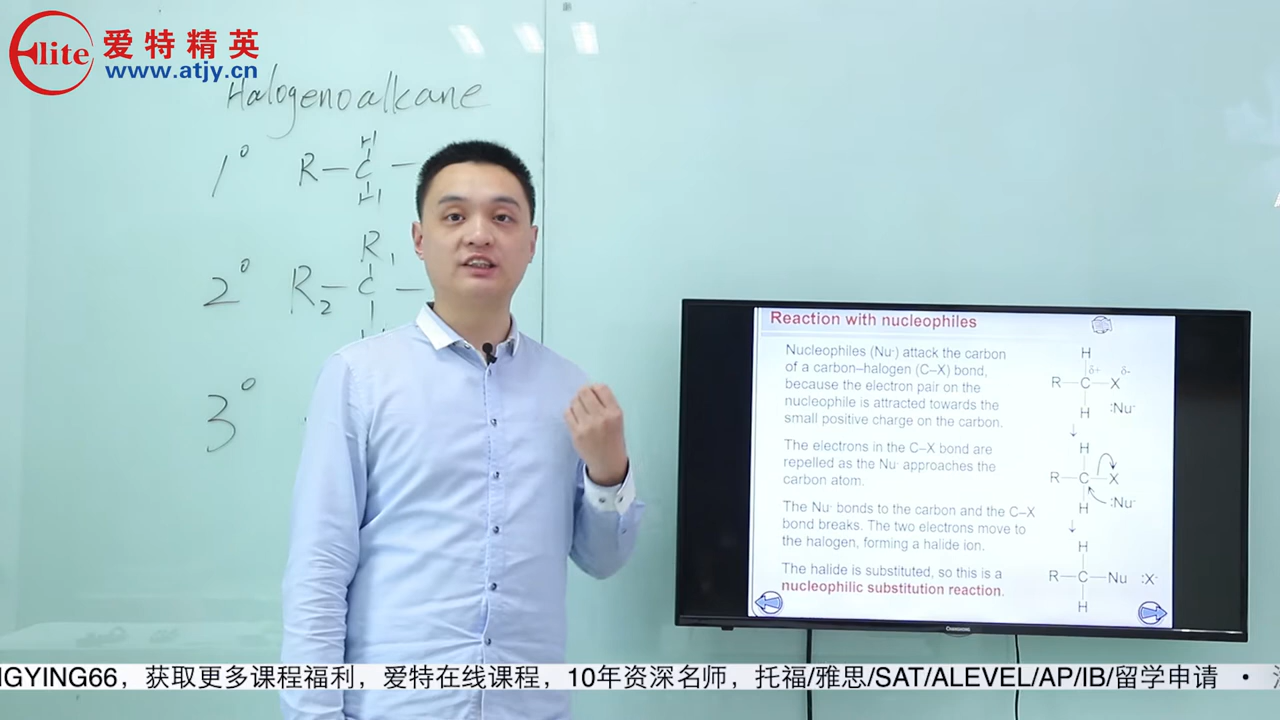 Elite 爱特精英
www.atjy.cn
Halogenoalkane
1° R-C-
H
H
2° R2-C-
R1
3°
Reaction with nucleophiles
Nucleophiles (Nu-) attack the carbon
of a carbon–halogen (C–X) bond,
because the electron pair on the
nucleophile is attracted towards the
small positive charge on the carbon.
The electrons in the C–X bond are
repelled as the Nu- approaches the
carbon atom.
The Nu- bonds to the carbon and the C–X
bond breaks. The two electrons move to
the halogen, forming a halide ion.
The halide is substituted, so this is a
nucleophilic substitution reaction.
H
δ+ δ-
R—C—X
H :Nu-
↓
H
R—C—X
H :Nu-
↓
H
R—C—Nu :X-
H
CHANGHONG
NGYING66，获取更多课程福利，爱特在线课程，10年资深名师，托福/雅思/SAT/ALEVEL/AP/IB/留学申请 •